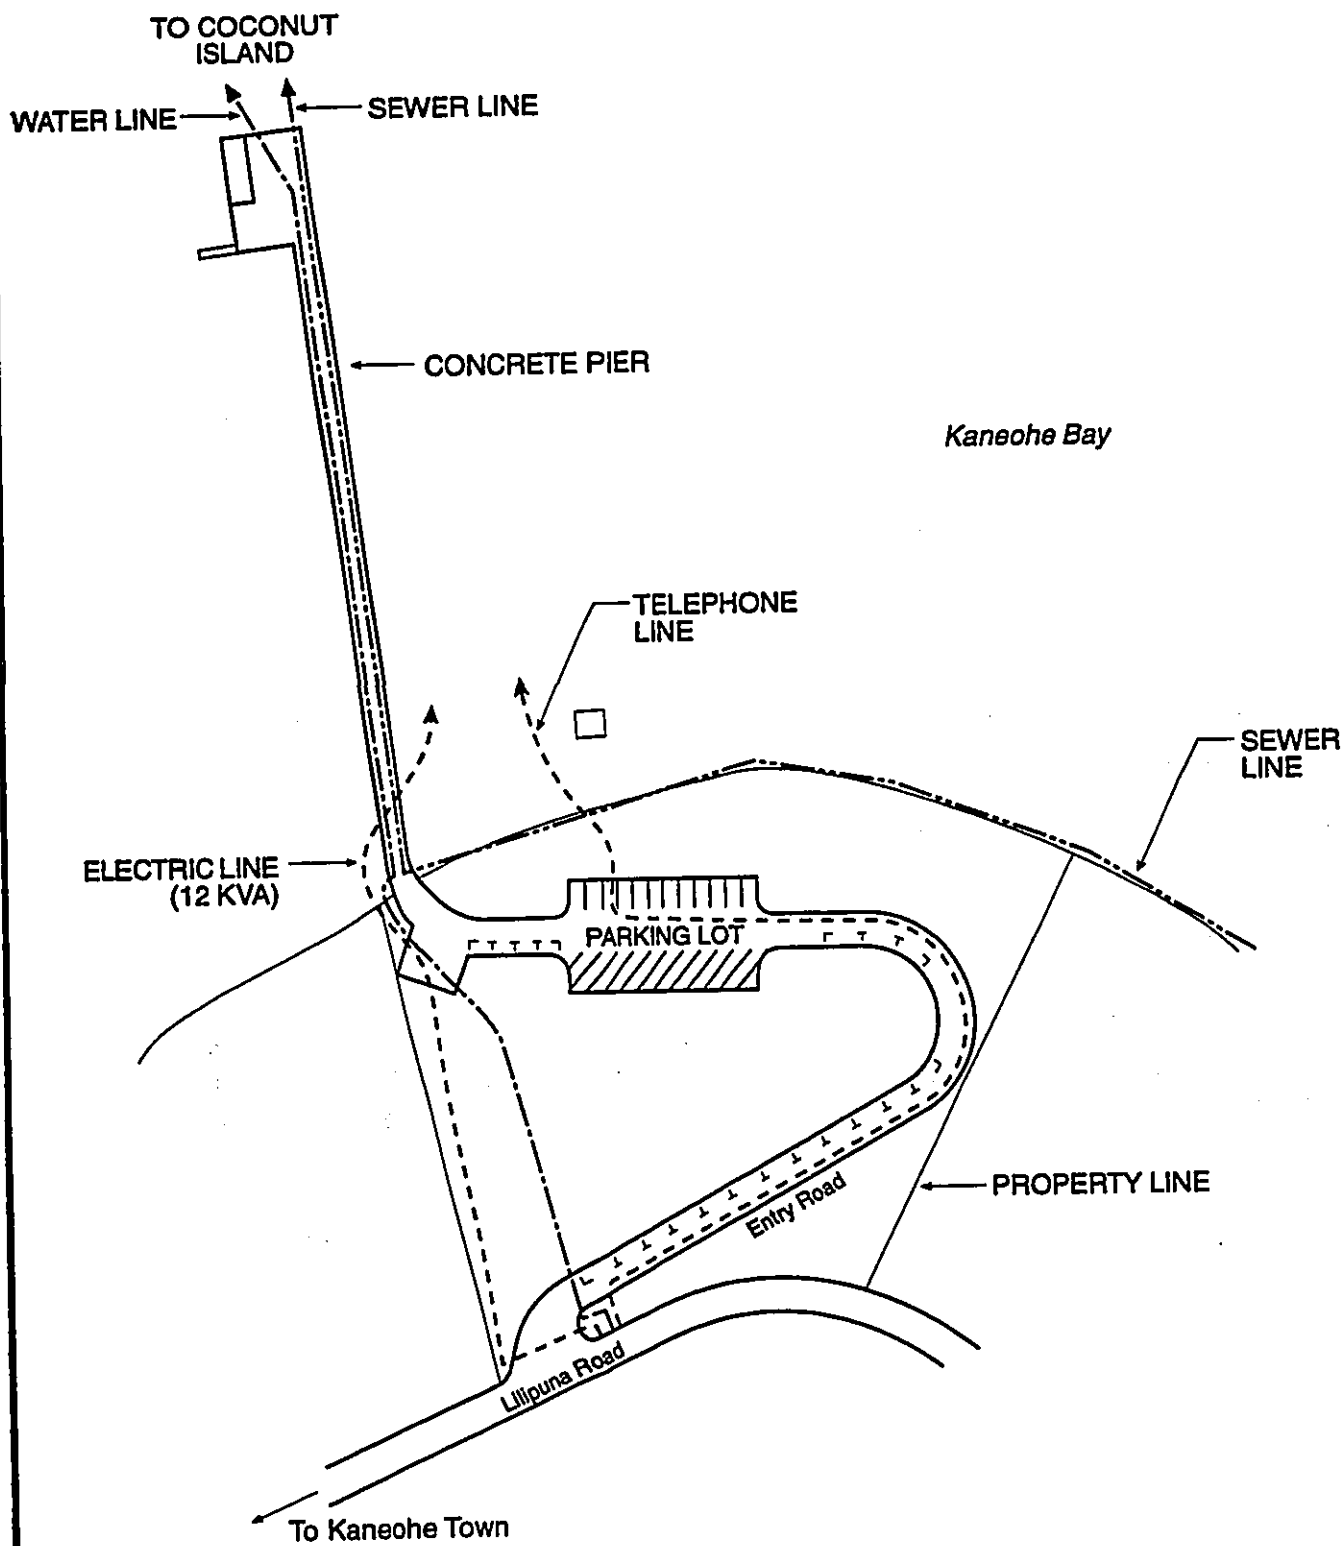 TO COCONUT
ISLAND
WATER LINE
SEWER LINE
CONCRETE PIER
Kaneohe Bay
TELEPHONE
LINE
SEWER
LINE
ELECTRIC LINE
(12 KVA)
PARKING LOT
PROPERTY LINE
Entry Road
Lilipuna Road
To Kaneohe Town